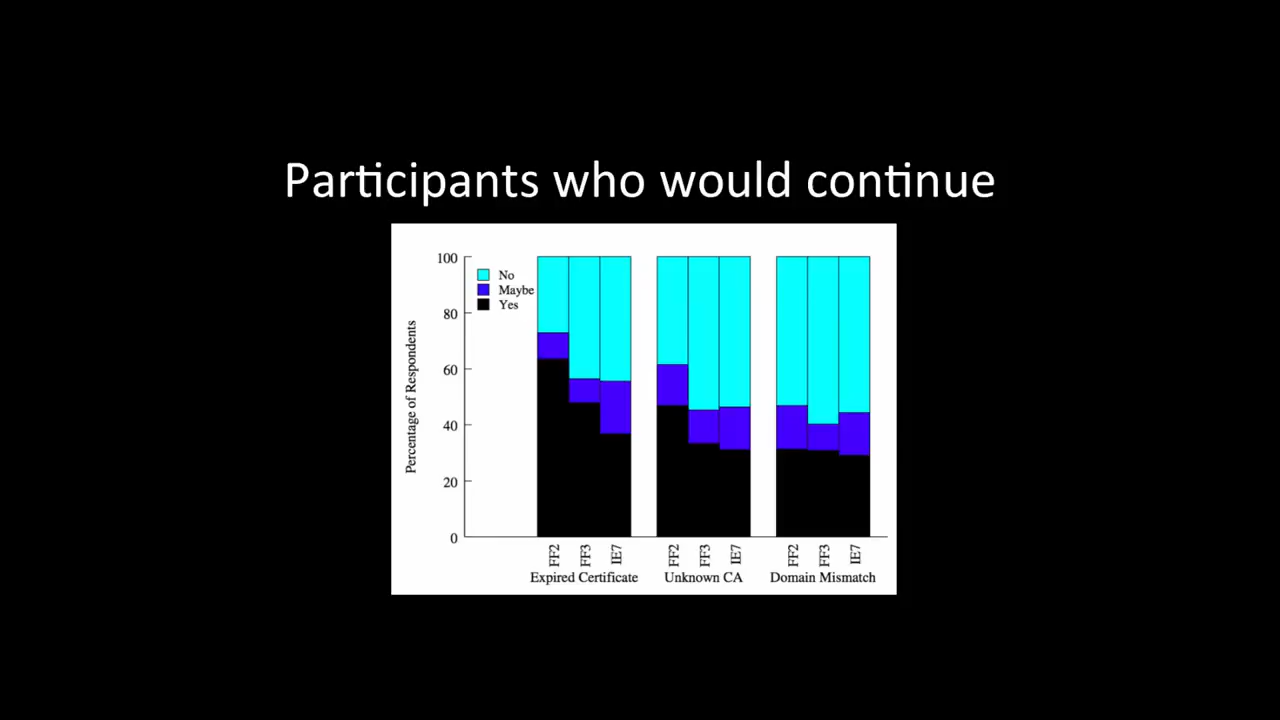 Participants who would continue
100
80
60
40
20
0
Percentage of Respondents
No
Maybe
Yes
FF2 FF3 IE7 FF2 FF3 IE7 FF2 FF3 IE7
Expired Certificate Unknown CA Domain Mismatch